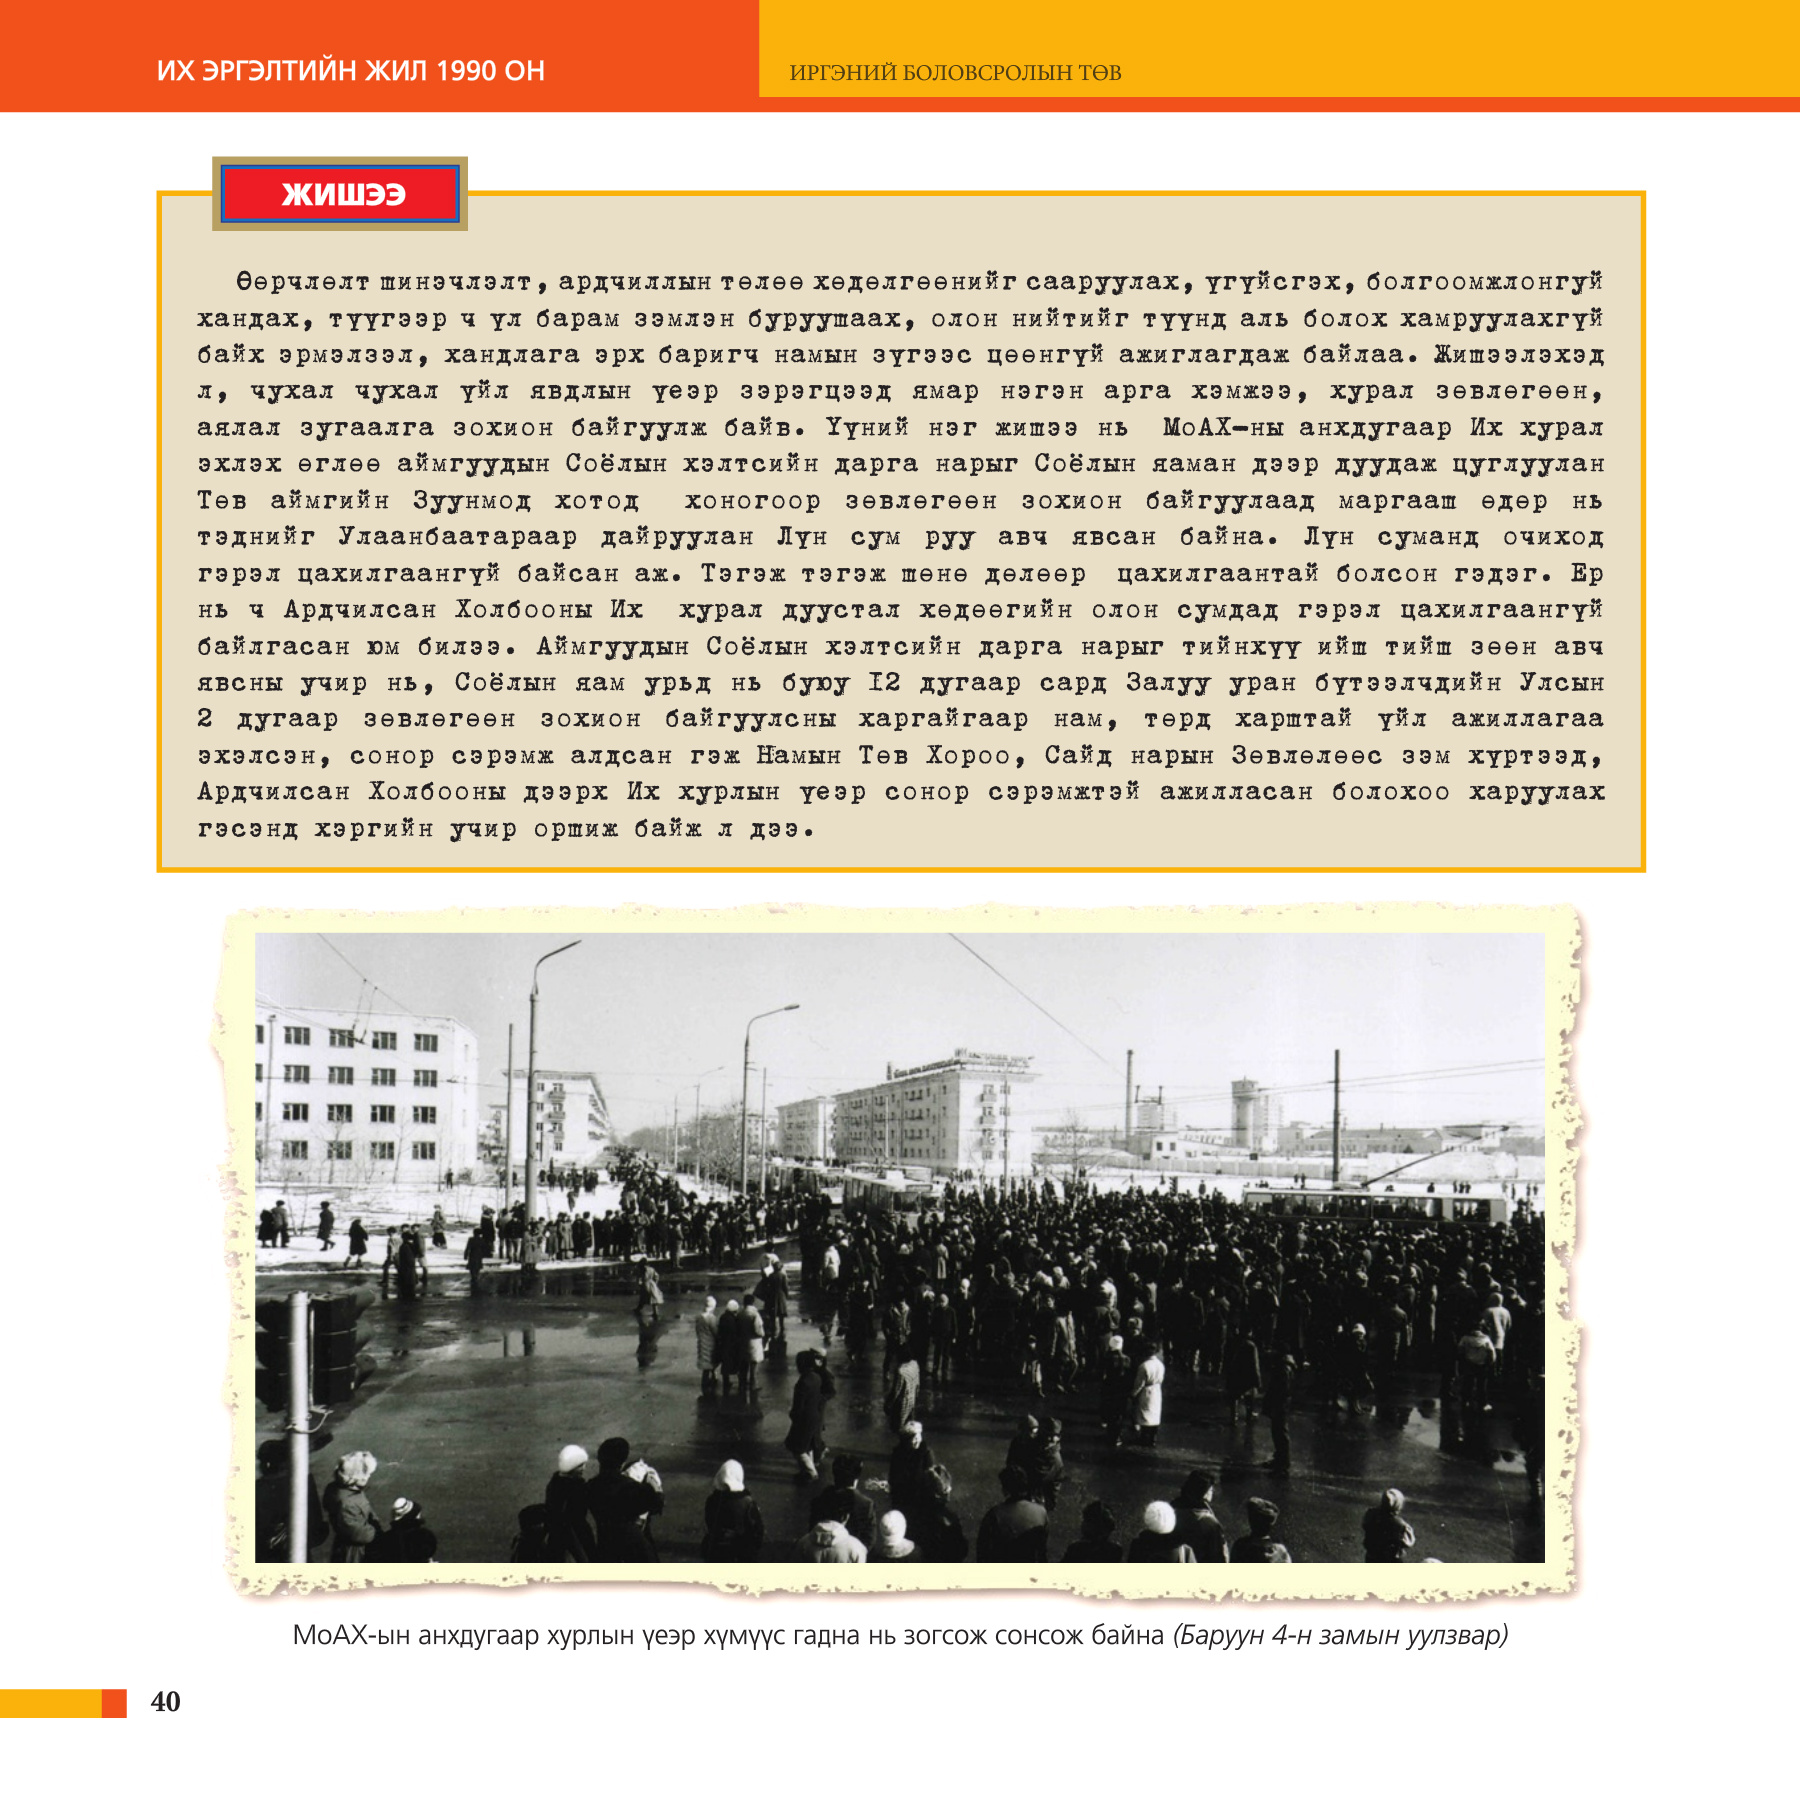 ИХ ЭРГЭЛТИЙН ЖИЛ 1990 ОН
ИРГЭНИЙ БОЛОВСРОЛЫН ТӨВ
ЖИШЭЭ
Өөрчлөлт шинэчлэлт, ардчиллын төлөө хөдөлгөөнийг сааруулах, үгүйсгэх, болгоомжлонгуй
хандах, түүгээр ч үл барам зэмлэн буруушаах, олон нийтийг түүнд аль болох хамруулахгүй
байх эрмэлзэл, хандлага эрх баригч намын зүгээс цөөнгүй ажиглагдаж байлаа. Жишээлэхэд
л, чухал чухал үйл явдлын үеэр зэрэгцээд ямар нэгэн арга хэмжээ, хурал зөвлөгөөн,
аялал зугаалга зохион байгуулж байв. Үүний нэг жишээ нь МоАХ-ны анхдугаар Их хурал
эхлэх өглөө аймгуудын Соёлын хэлтсийн дарга нарыг Соёлын яаман дээр дуудаж цуглуулан
Төв аймгийн Зуунмод хотод хоногоор зөвлөгөөн зохион байгуулаад маргааш өдөр нь
тэднийг Улаанбаатараар дайруулан Лүн сум руу авч явсан байна. Лүн суманд очиход
гэрэл цахилгаангүй байсан аж. Тэгэж тэгэж шөнө дөлөөр цахилгаантай болсон гэдэг. Ер
нь ч Ардчилсан Холбооны Их хурал дуустал хөдөөгийн олон сумдад гэрэл цахилгаангүй
байлгасан юм билээ. Аймгуудын Соёлын хэлтсийн дарга нарыг тийнхүү ийш тийш зөөн авч
явсны учир нь, Соёлын яам урьд нь буюу I2 дугаар сард Залуу уран бүтээлчдийн Улсын
2 дугаар зөвлөгөөн зохион байгуулсны харгайгаар нам, төрд харштай үйл ажиллагаа
эхэлсэн, сонор сэрэмж алдсан гэж Намын Төв Хороо, Сайд нарын Зөвлөлөөс зэм хүртээд,
Ардчилсан Холбооны дээрх Их хурлын үеэр сонор сэрэмжтэй ажилласан болохоо харуулах
гэсэнд хэргийн учир оршиж байж л дээ.
МоАХ-ын анхдугаар хурлын үеэр хүмүүс гадна нь зогсож сонсож байна (Баруун 4-н замын уулзвар)
40